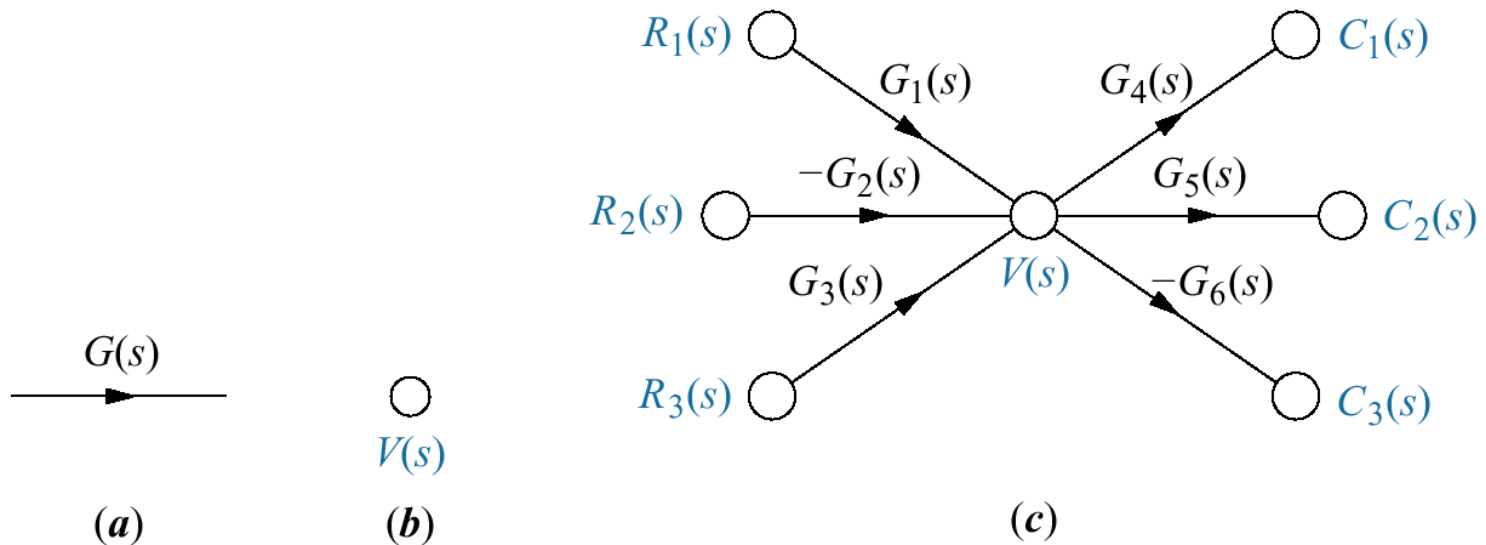 R₁(s)
C₁(s)
G₁(s)
G₄(s)
−G₂(s)
G₅(s)
R₂(s)
C₂(s)
V(s)
G₃(s)
−G₆(s)
G(s)
R₃(s)
C₃(s)
V(s)
(a)
(b)
(c)